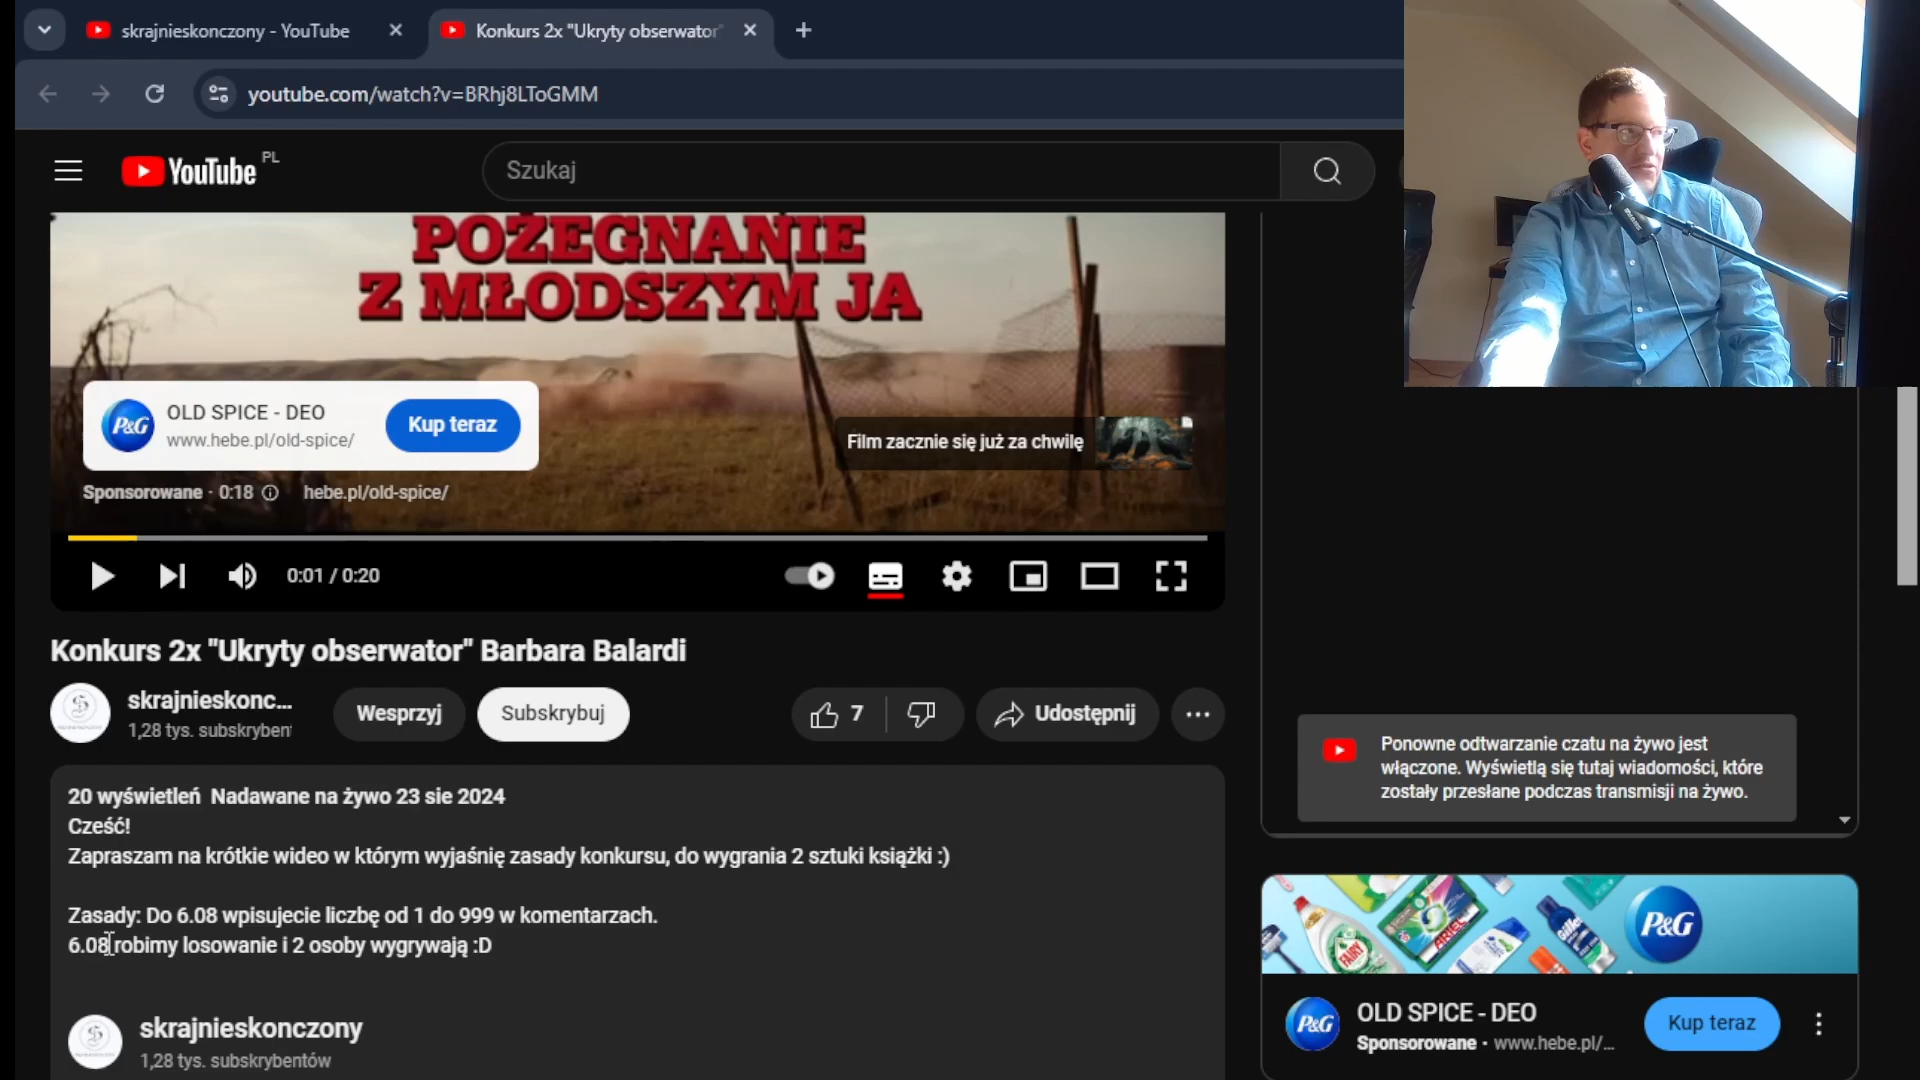 skrajnieskonczony - YouTube
Konkurs 2x "Ukryty obserwator"
youtube.com/watch?v=BRhj8LToGMM
YouTube PL
Szukaj
POŻEGNANIE
Z MŁODSZYM JA
P&G
OLD SPICE - DEO
www.hebe.pl/old-spice/
Kup teraz
Film zacznie się już za chwilę
Sponsorowane · 0:18
hebe.pl/old-spice/
0:01 / 0:20
Konkurs 2x "Ukryty obserwator" Barbara Balardi
skrajnieskonc...
1,28 tys. subskryben
Wesprzyj
Subskrybuj
7
Udostępnij
20 wyświetleń Nadawane na żywo 23 sie 2024
Cześć!
Zapraszam na krótkie wideo w którym wyjaśnię zasady konkursu, do wygrania 2 sztuki książki :)
Zasady: Do 6.08 wpisujecie liczbę od 1 do 999 w komentarzach.
6.08 robimy losowanie i 2 osoby wygrywają :D
skrajnieskonczony
1,28 tys. subskrybentów
Ponowne odtwarzanie czatu na żywo jest
włączone. Wyświetlą się tutaj wiadomości, które
zostały przesłane podczas transmisji na żywo.
FAIRY
ARIEL
Gillette
P&G
P&G
OLD SPICE - DEO
Sponsorowane · www.hebe.pl/...
Kup teraz